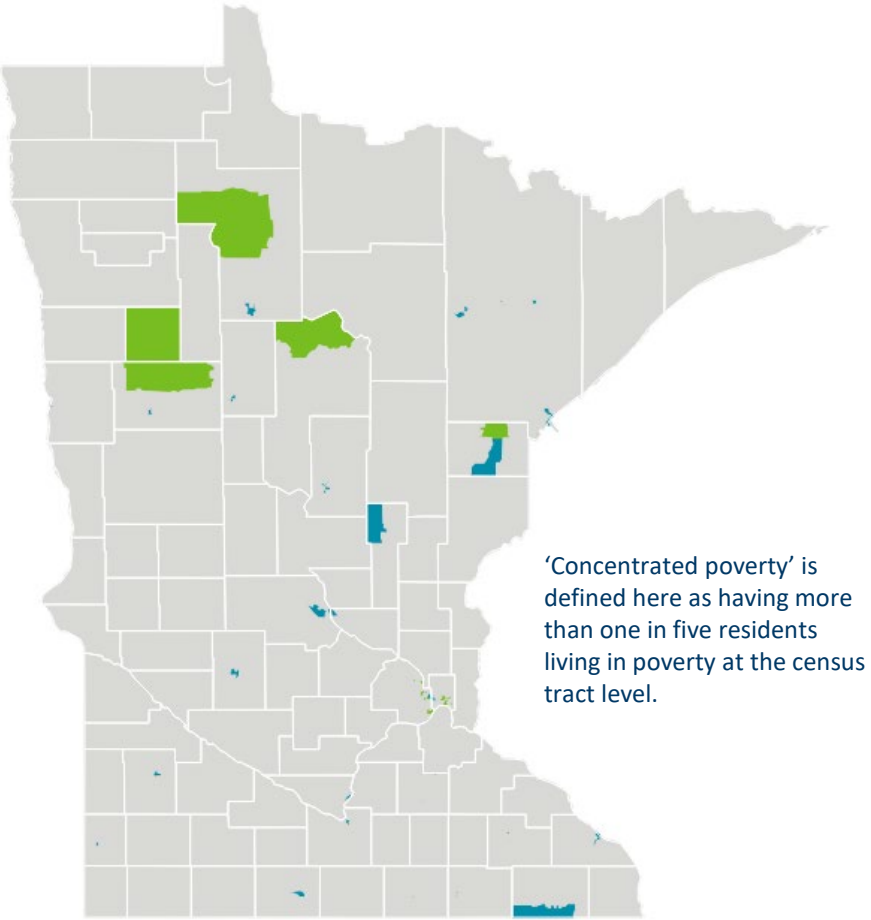 ‘Concentrated poverty’ is
defined here as having more
than one in five residents
living in poverty at the census
tract level.